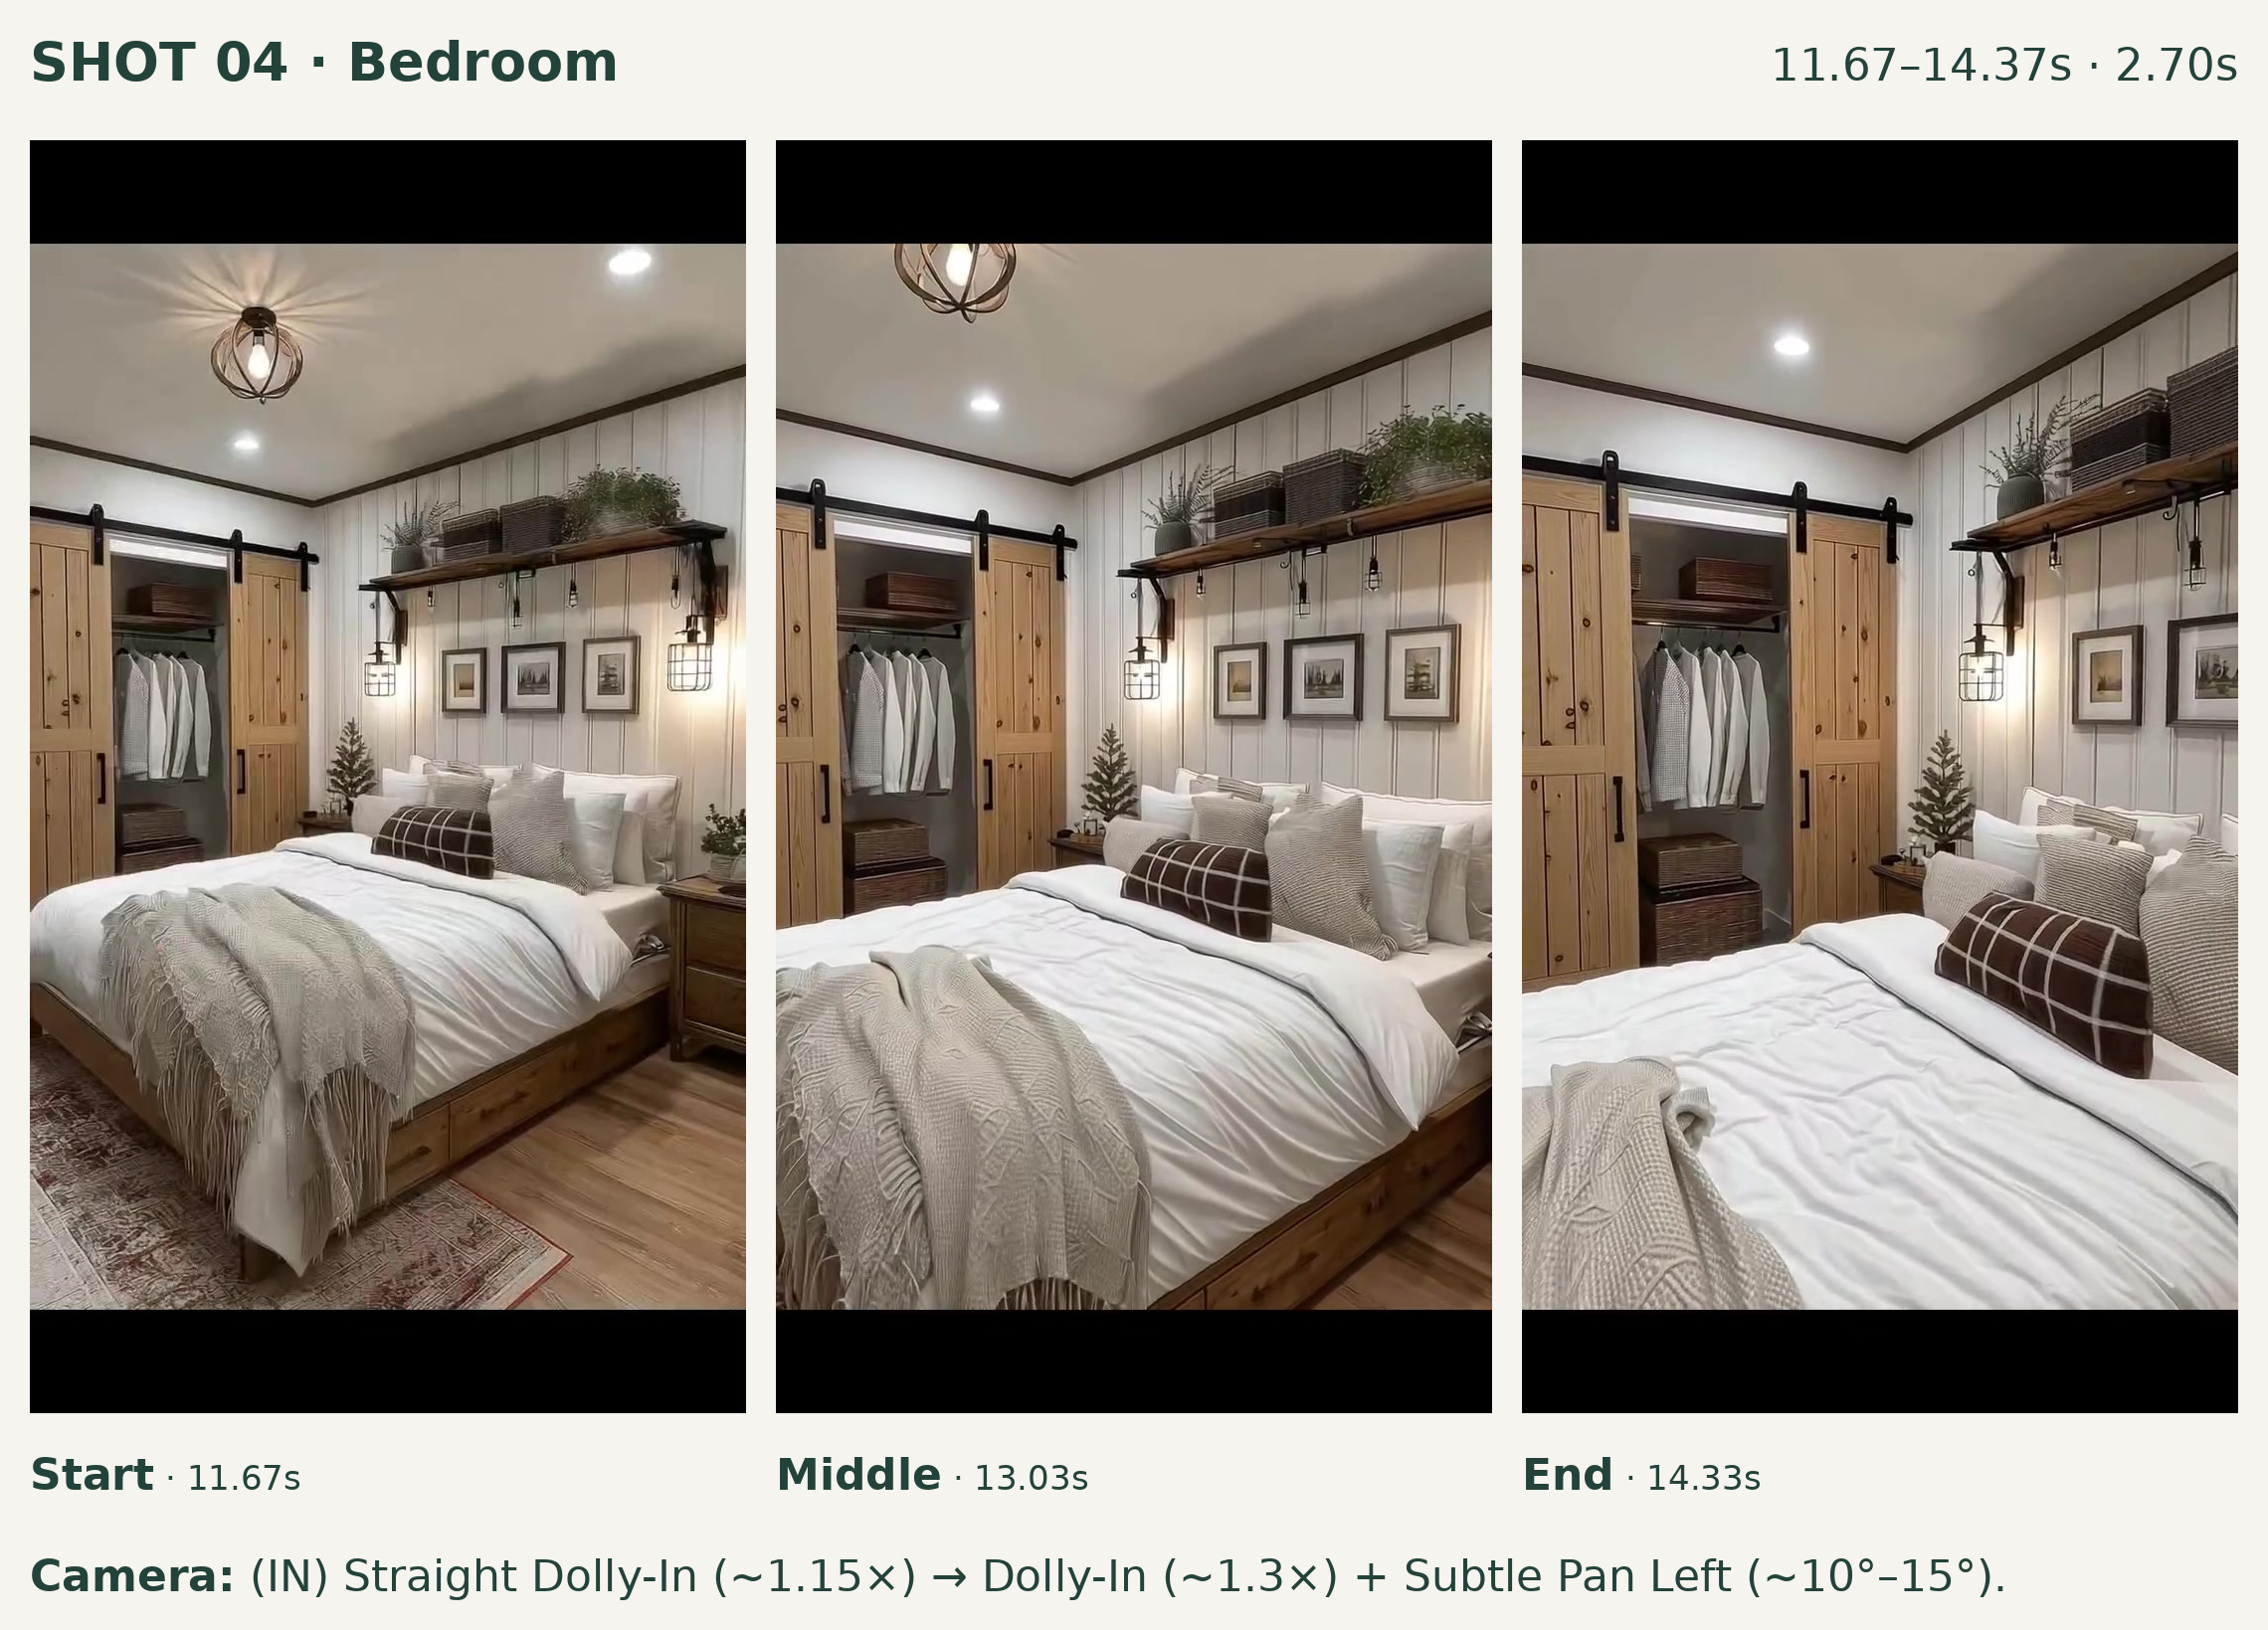 SHOT 04 · Bedroom
11.67–14.37s · 2.70s
Start · 11.67s
Middle · 13.03s
End · 14.33s
Camera: (IN) Straight Dolly-In (~1.15×) → Dolly-In (~1.3×) + Subtle Pan Left (~10°–15°).